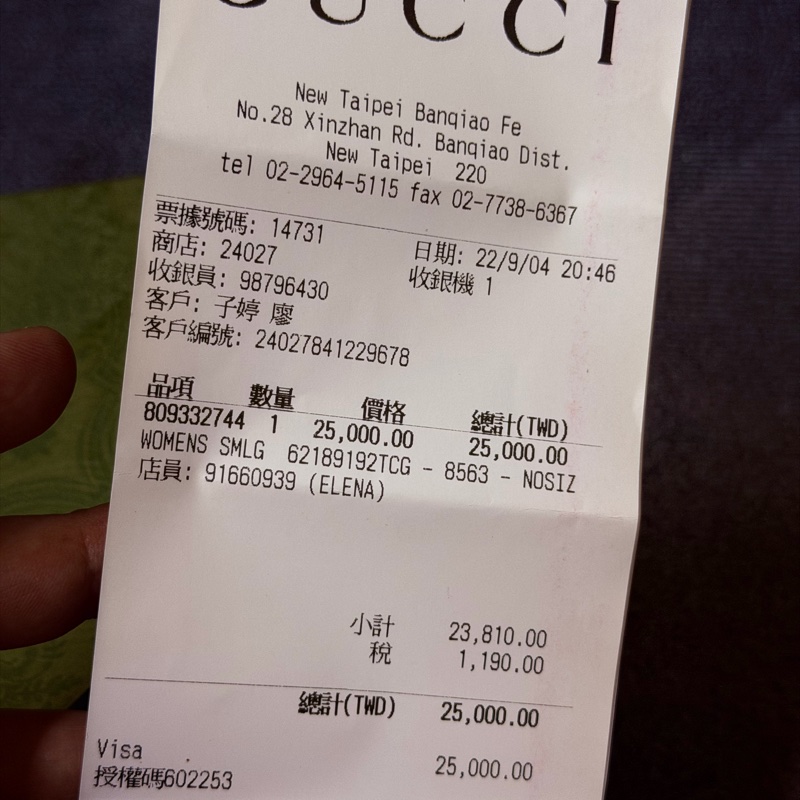 GUCCI
New Taipei Banqiao Fe
No.28 Xinzhan Rd. Banqiao Dist.
New Taipei 220
tel 02-2964-5115 fax 02-7738-6367
票據號碼: 14731
日期: 22/9/04 20:46
商店: 24027
收銀機 1
收銀員: 98796430
客戶: 子婷 廖
客戶編號: 24027841229678
品項 數量 價格 總計(TWD)
809332744 1 25,000.00 25,000.00
WOMENS SMLG 62189192TCG - 8563 - NOSIZ
店員: 91660939 (ELENA)
小計 23,810.00
稅 1,190.00
總計(TWD) 25,000.00
Visa 25,000.00
授權碼602253